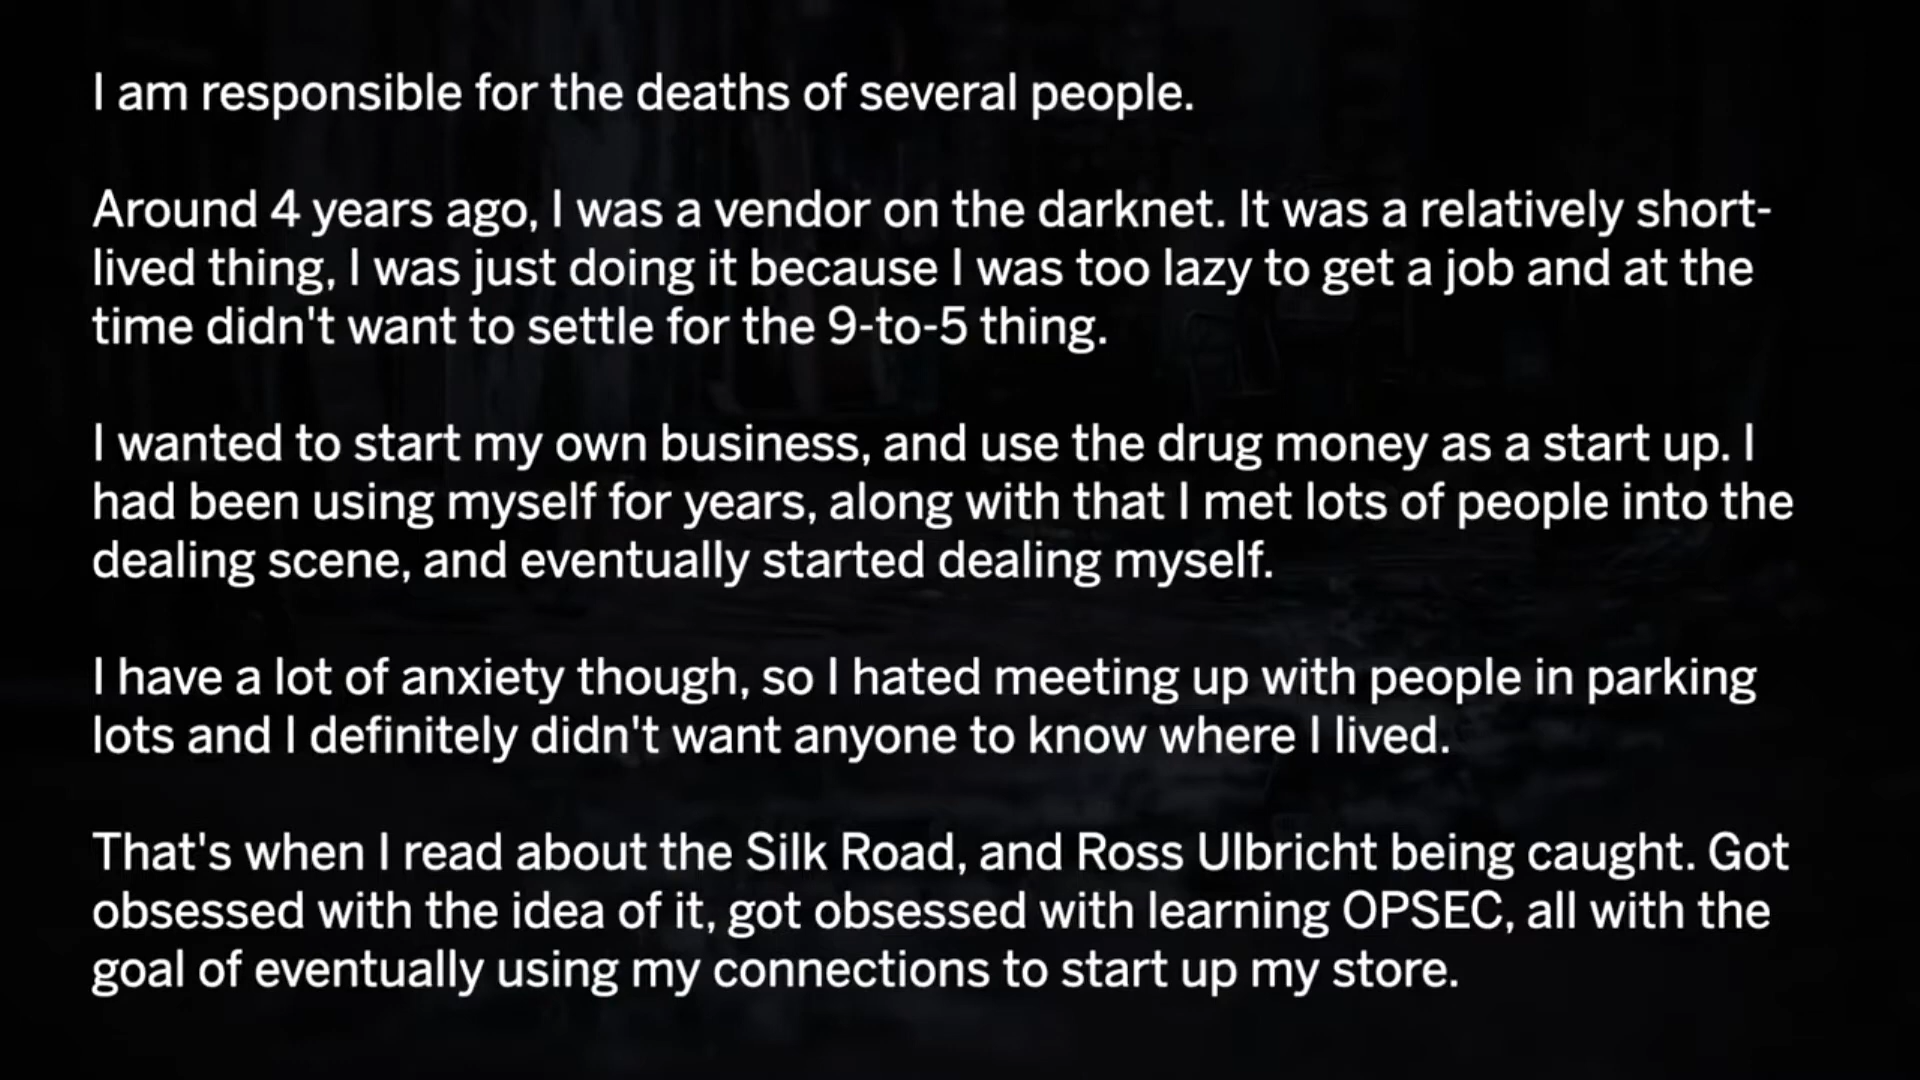 I am responsible for the deaths of several people.
Around 4 years ago, I was a vendor on the darknet. It was a relatively short-
lived thing, I was just doing it because I was too lazy to get a job and at the
time didn't want to settle for the 9-to-5 thing.
I wanted to start my own business, and use the drug money as a start up. I
had been using myself for years, along with that I met lots of people into the
dealing scene, and eventually started dealing myself.
I have a lot of anxiety though, so I hated meeting up with people in parking
lots and I definitely didn't want anyone to know where I lived.
That's when I read about the Silk Road, and Ross Ulbricht being caught. Got
obsessed with the idea of it, got obsessed with learning OPSEC, all with the
goal of eventually using my connections to start up my store.